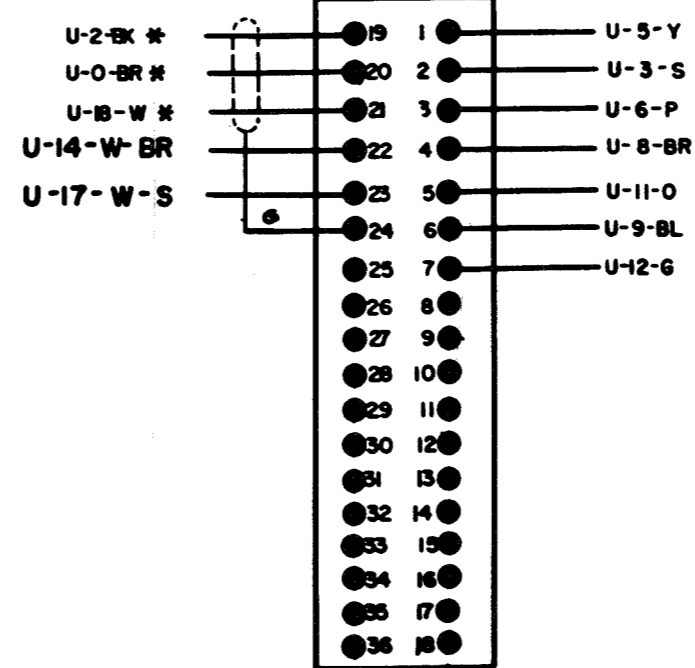 U-2-BK * 19 1 U-5-Y
U-0-BR * 20 2 U-3-S
U-18-W * 21 3 U-6-P
U-14-W-BR 22 4 U-8-BR
U-17-W-S 23 5 U-11-O
G 24 6 U-9-BL
25 7 U-12-G
26 8
27 9
28 10
29 11
30 12
31 13
32 14
33 15
34 16
35 17
36 18